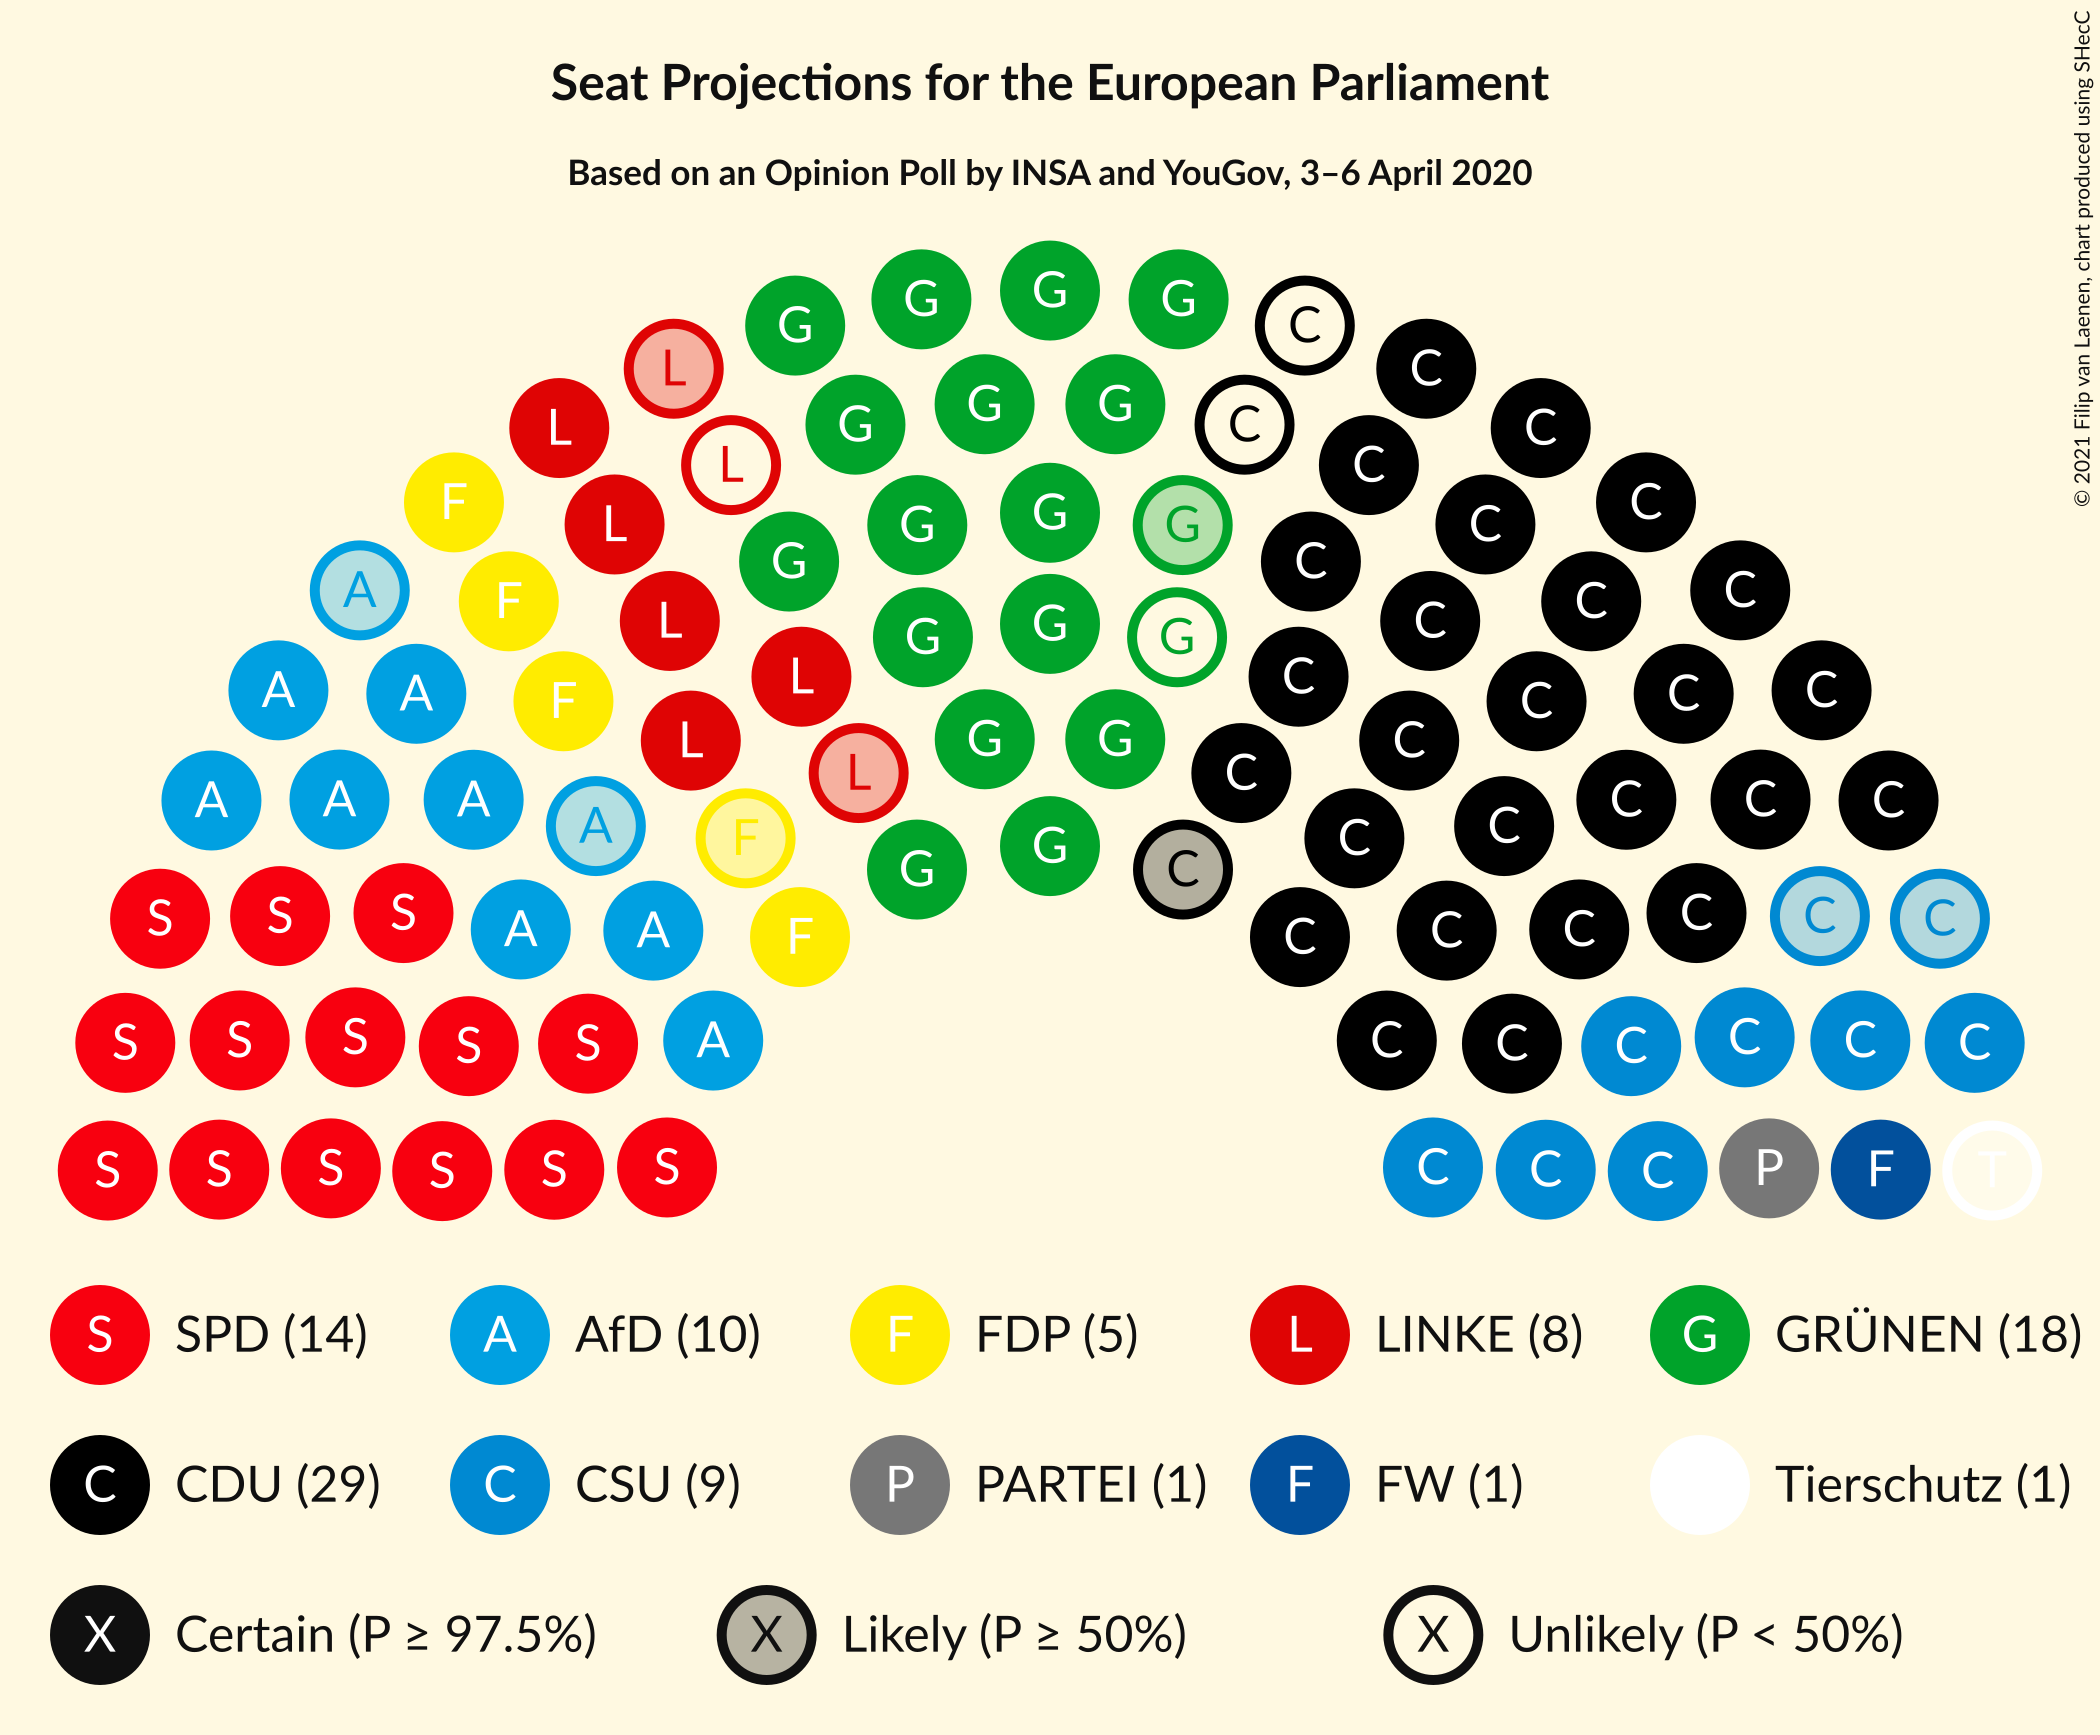 Seat Projections for the European Parliament
Based on an Opinion Poll by INSA and YouGov, 3–6 April 2020
© 2021 Filip van Laenen, chart produced using SHecC
G G G G C
L G G G C C
L L G G G C C
F L G G G G C C C
A F L G G G C C C
A A F L L G G C C C C C
A A A A F L G G C C C C C C C
S S S A A F C C C C C C
S S S S S A C C C C C C
S S S S S S C C C P F T
S SPD (14) A AfD (10) F FDP (5) L LINKE (8) G GRÜNEN (18)
C CDU (29) C CSU (9) P PARTEI (1) F FW (1) Tierschutz (1)
X Certain (P ≥ 97.5%) X Likely (P ≥ 50%) X Unlikely (P < 50%)